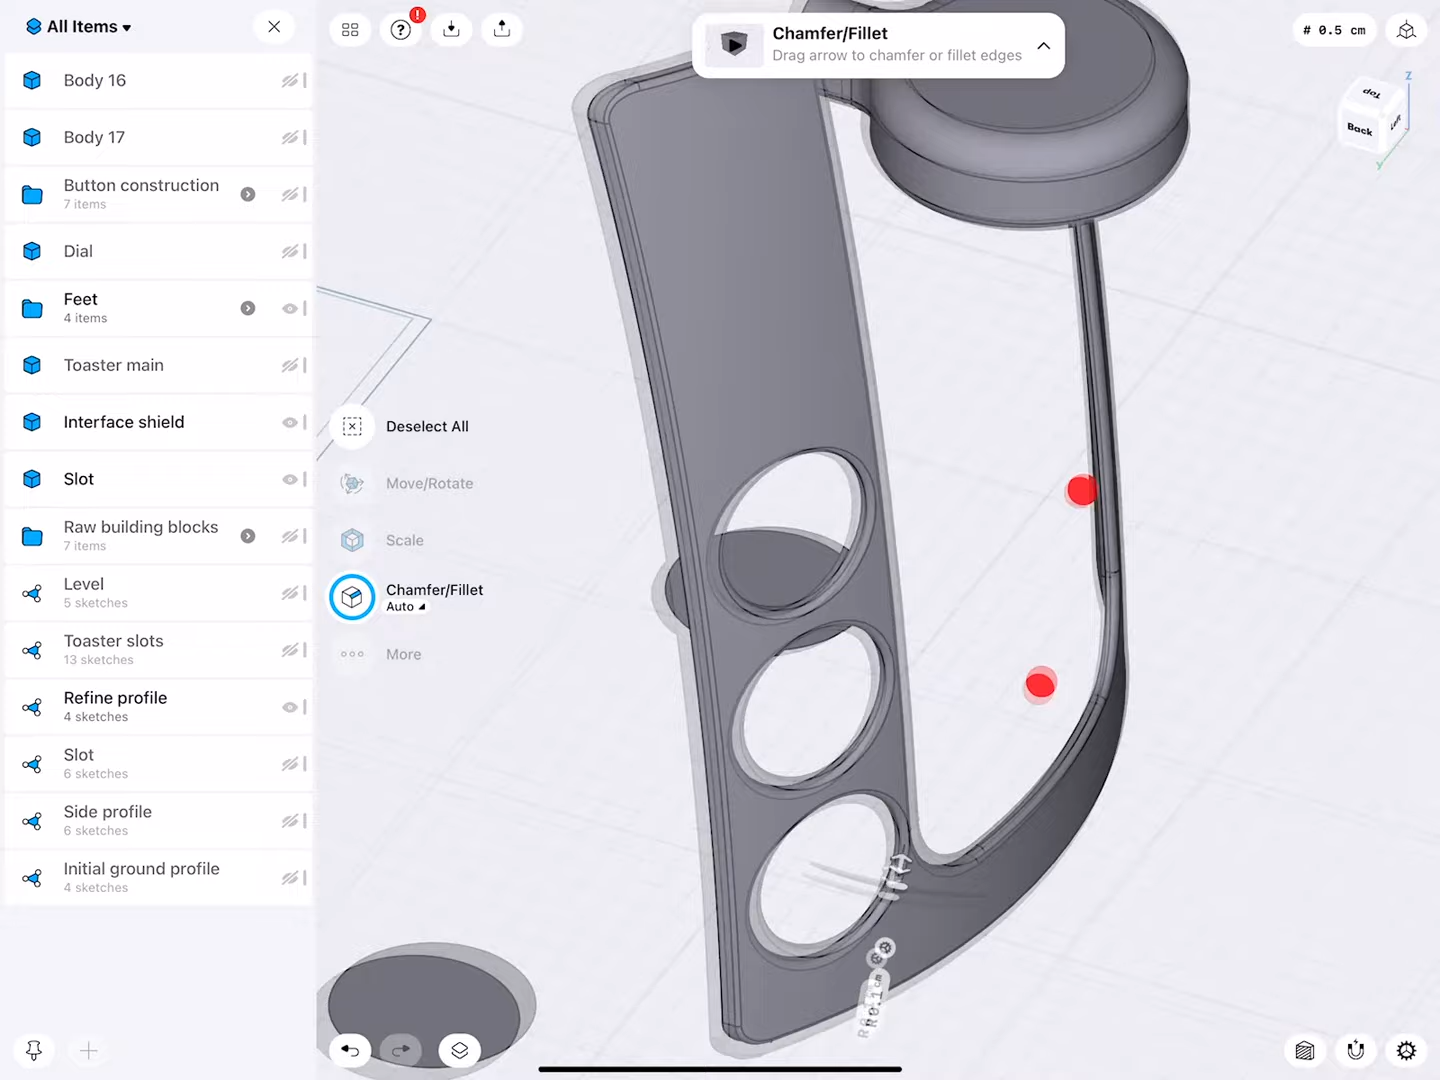 All Items
Body 16
Body 17
Button construction
7 items
Dial
Feet
4 items
Toaster main
Interface shield
Slot
Raw building blocks
7 items
Level
5 sketches
Toaster slots
13 sketches
Refine profile
4 sketches
Slot
6 sketches
Side profile
6 sketches
Initial ground profile
4 sketches
?
!
Chamfer/Fillet
Drag arrow to chamfer or fillet edges
# 0.5 cm
Z
Top
Back
Left
Y
Deselect All
Move/Rotate
Scale
Chamfer/Fillet
Auto
More